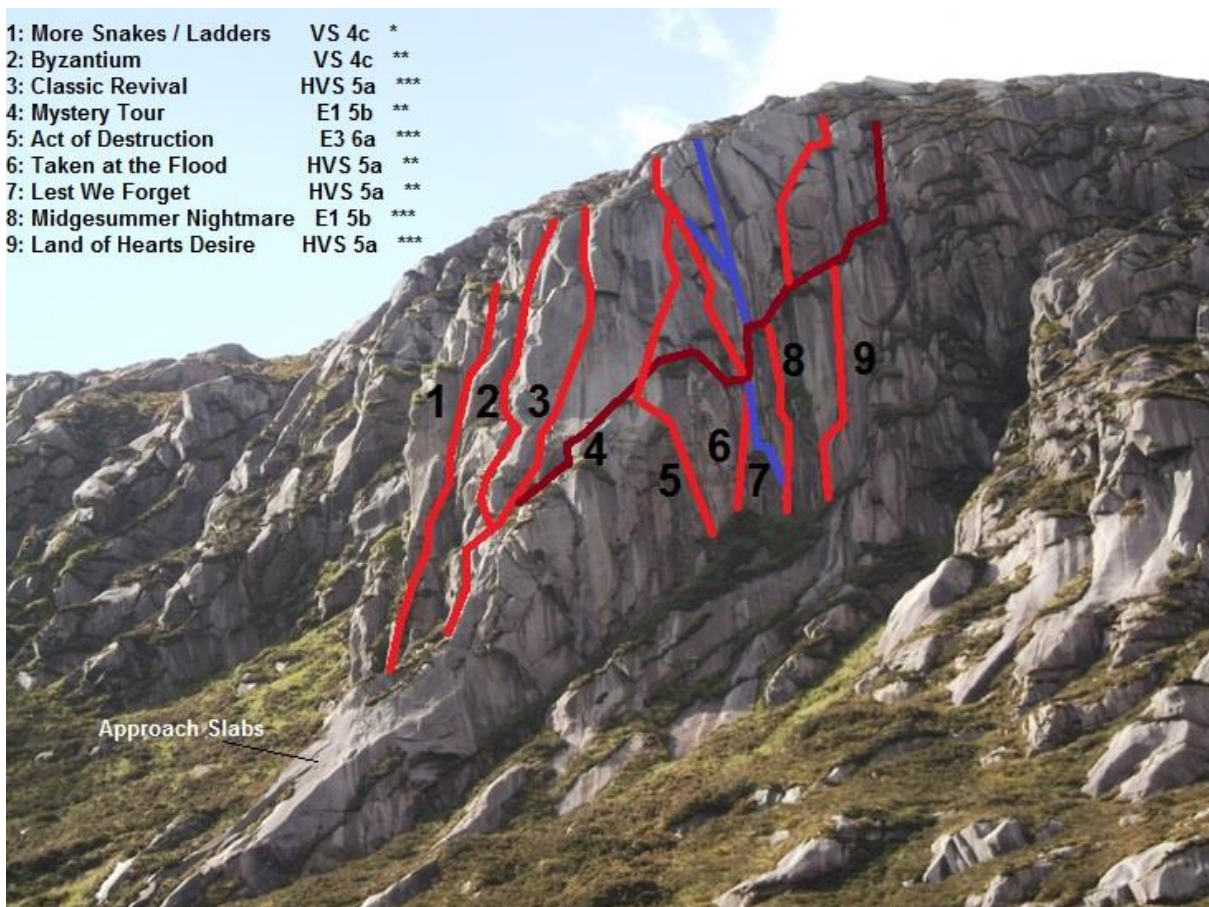 1: More Snakes / Ladders VS 4c *
2: Byzantium VS 4c **
3: Classic Revival HVS 5a ***
4: Mystery Tour E1 5b **
5: Act of Destruction E3 6a ***
6: Taken at the Flood HVS 5a **
7: Lest We Forget HVS 5a **
8: Midgesummer Nightmare E1 5b ***
9: Land of Hearts Desire HVS 5a ***
1
2
3
4
5
6
7
8
9
Approach Slabs